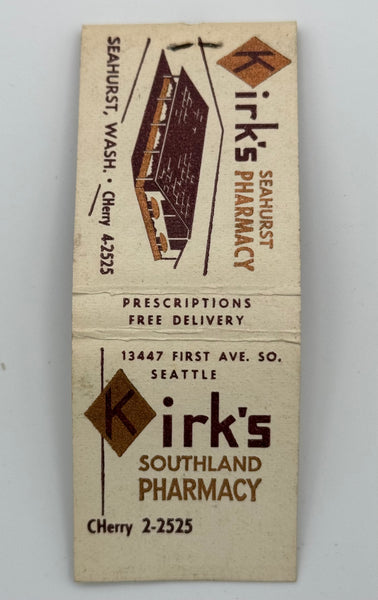 Kirk's
SEAHURST
PHARMACY
SEAHURST, WASH. • CHerry 4-2525
PRESCRIPTIONS
FREE DELIVERY
13447 FIRST AVE. SO.
SEATTLE
Kirk's
SOUTHLAND
PHARMACY
CHerry 2-2525